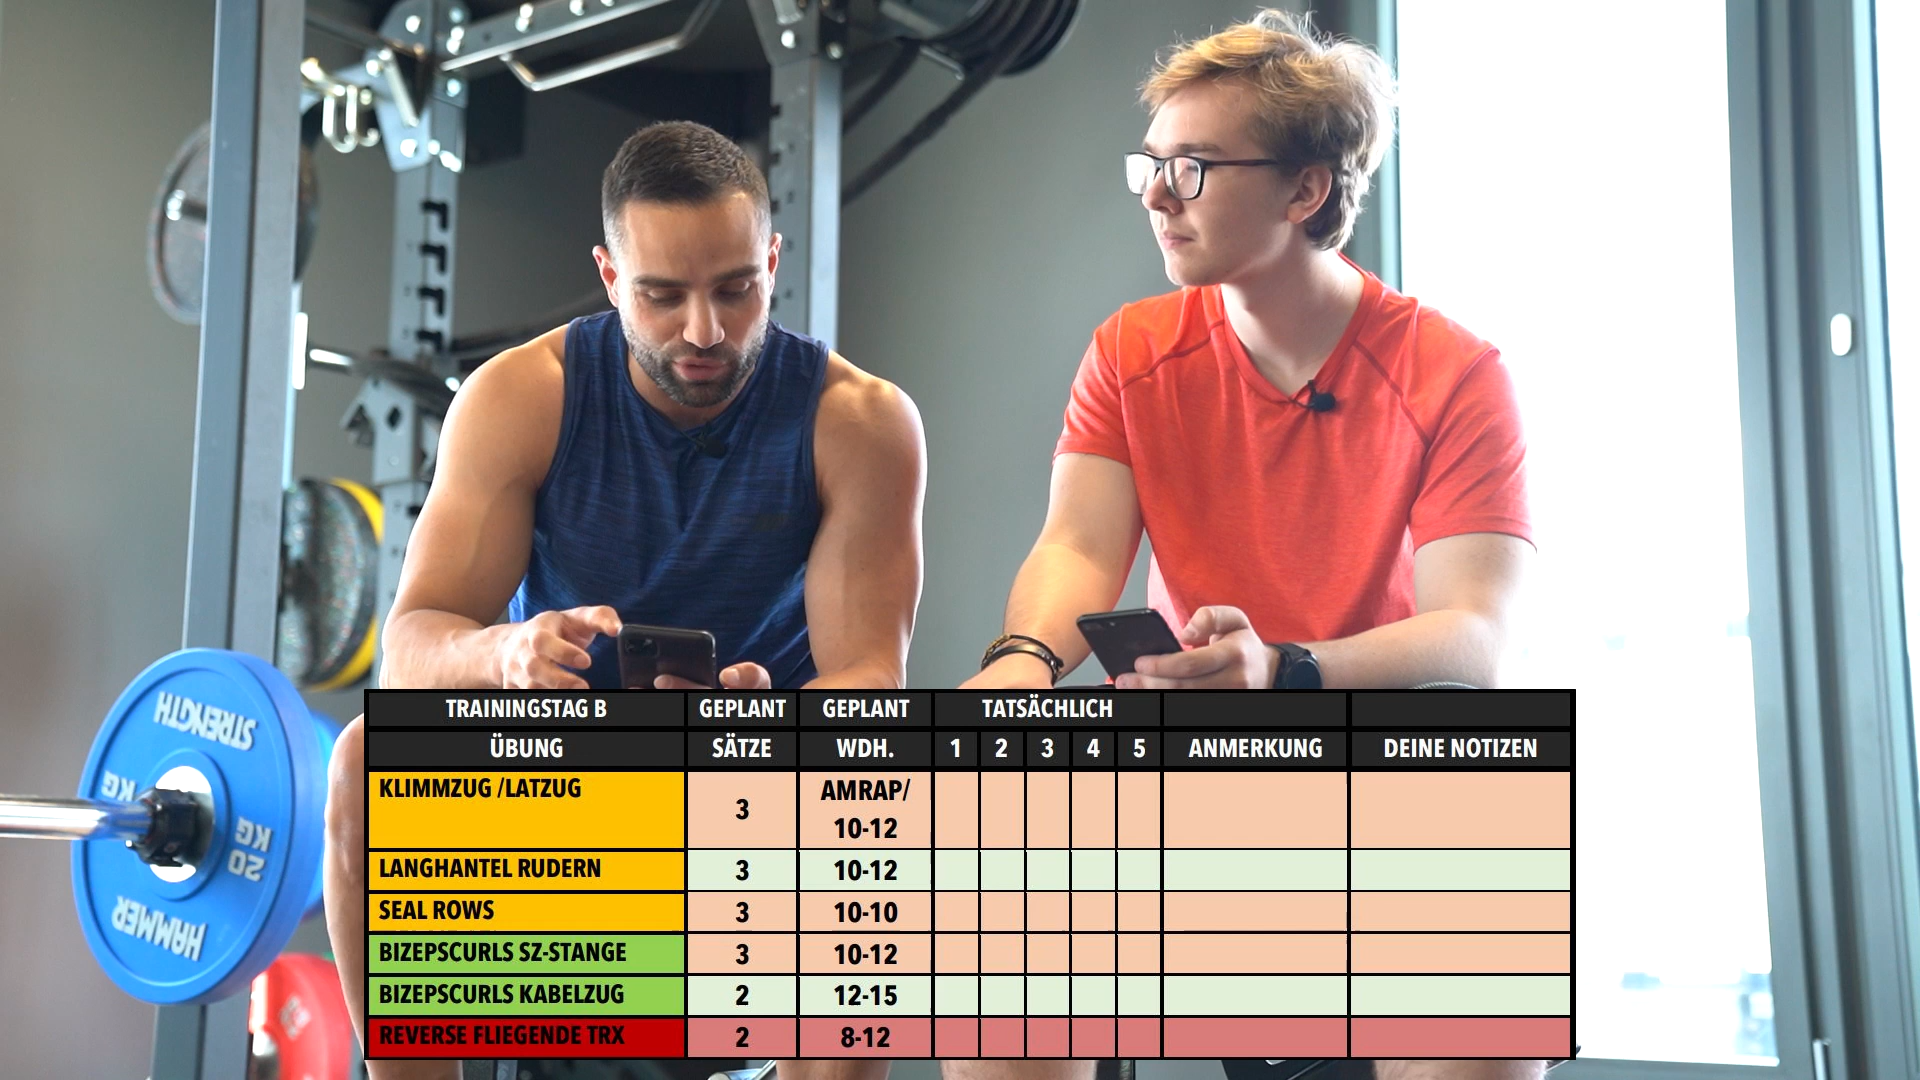 TRAININGSTAG B GEPLANT GEPLANT TATSÄCHLICH
ÜBUNG SÄTZE WDH. 1 2 3 4 5 ANMERKUNG DEINE NOTIZEN
KLIMMZUG /LATZUG 3 AMRAP/
10-12
LANGHANTEL RUDERN 3 10-12
SEAL ROWS 3 10-10
BIZEPSCURLS SZ-STANGE 3 10-12
BIZEPSCURLS KABELZUG 2 12-15
REVERSE FLIEGENDE TRX 2 8-12
STRENGTH
KG
20 KG
HAMMER